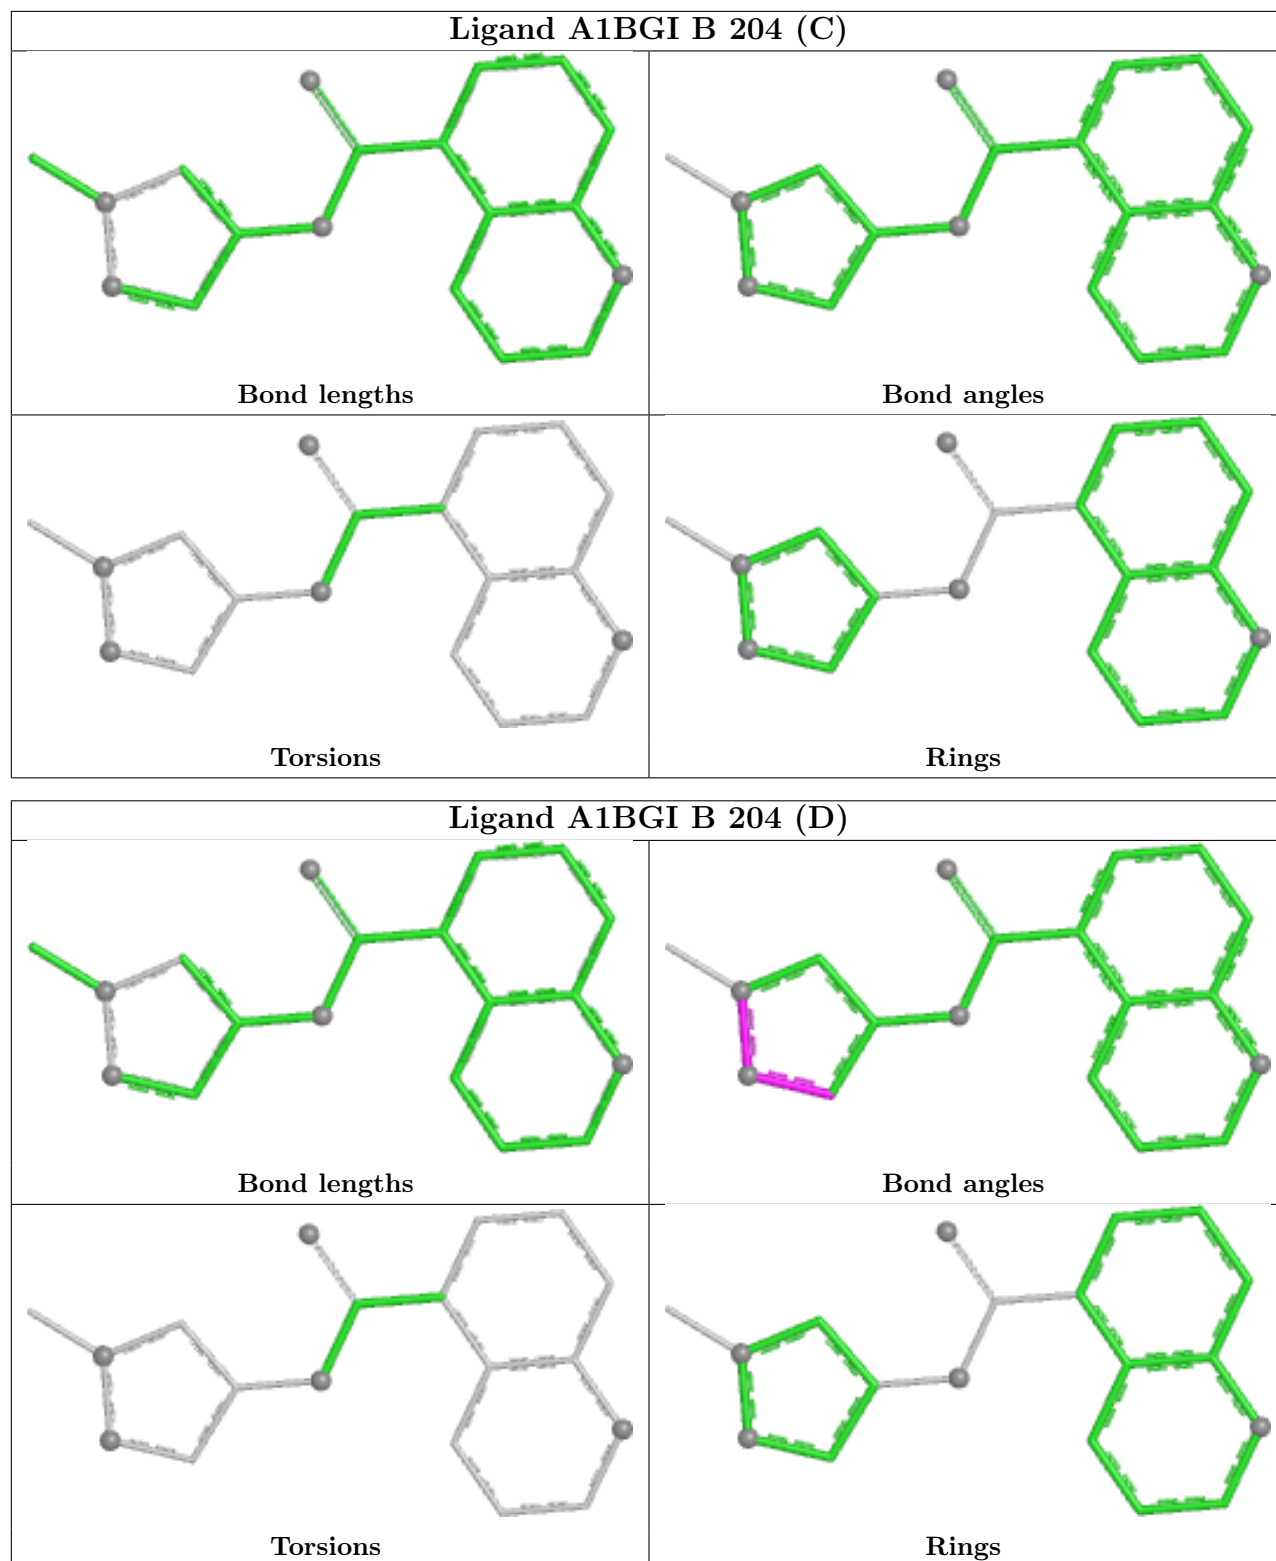 Ligand A1BGI B 204 (C)
Bond lengths
Bond angles
Torsions
Rings
Ligand A1BGI B 204 (D)
Bond lengths
Bond angles
Torsions
Rings